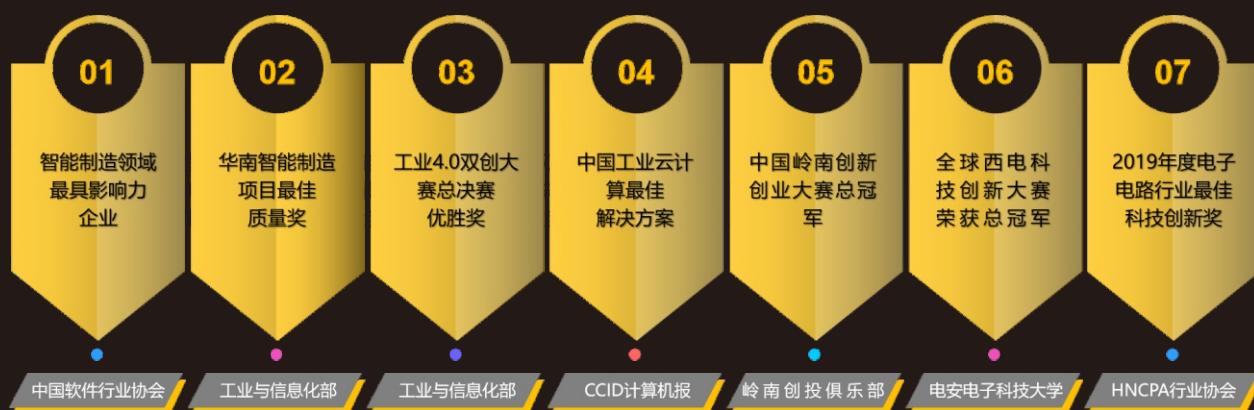 01
智能制造领域
最具影响力
企业
中国软件行业协会
02
华南智能制造
项目最佳
质量奖
工业与信息化部
03
工业4.0双创大
赛总决赛
优胜奖
工业与信息化部
04
中国工业云计
算最佳
解决方案
CCID计算机报
05
中国岭南创新
创业大赛总冠
军
岭南创投俱乐部
06
全球西电科
技创新大赛
荣获总冠军
电安电子科技大学
07
2019年度电子
电路行业最佳
科技创新奖
HNCPA行业协会